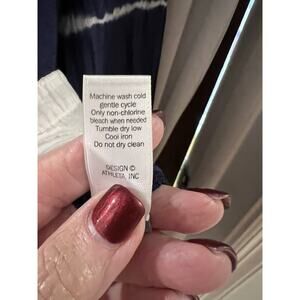 Machine wash cold
gentle cycle
Only non-chlorine
bleach when needed
Tumble dry low
Cool iron
Do not dry clean
DESIGN ©
ATHLETA, INC